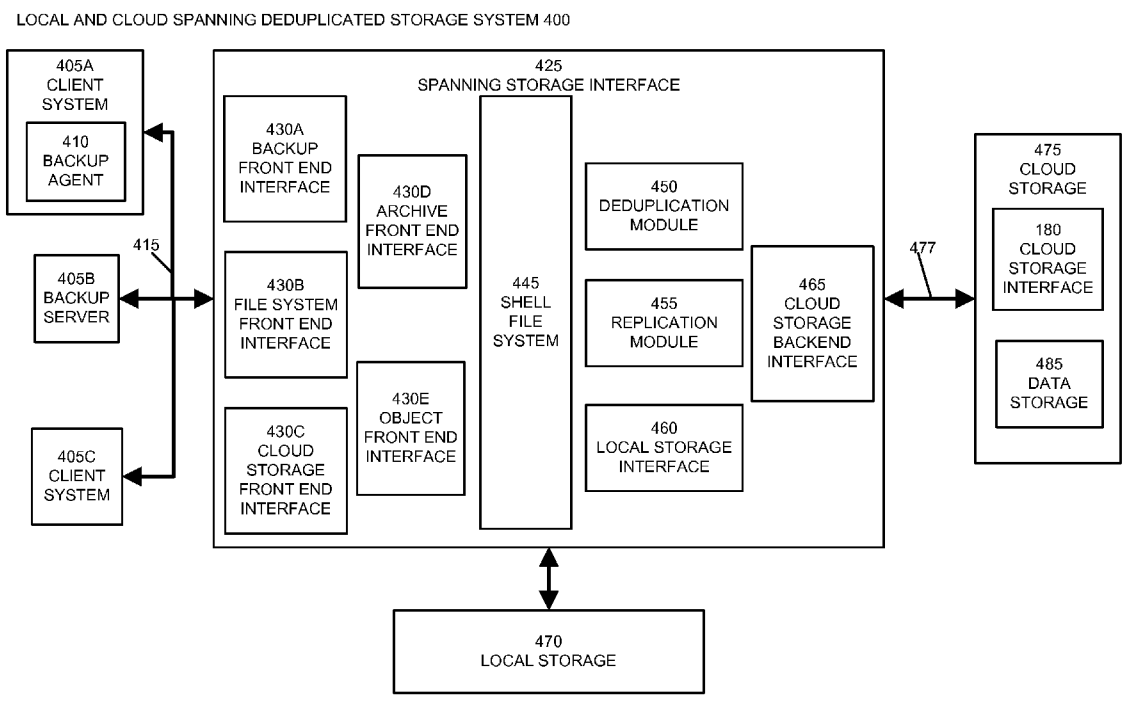 LOCAL AND CLOUD SPANNING DEDUPLICATED STORAGE SYSTEM 400
405A
CLIENT
SYSTEM
410
BACKUP
AGENT
415
405B
BACKUP
SERVER
405C
CLIENT
SYSTEM
425
SPANNING STORAGE INTERFACE
430A
BACKUP
FRONT END
INTERFACE
430B
FILE SYSTEM
FRONT END
INTERFACE
430C
CLOUD
STORAGE
FRONT END
INTERFACE
430D
ARCHIVE
FRONT END
INTERFACE
430E
OBJECT
FRONT END
INTERFACE
445
SHELL
FILE
SYSTEM
450
DEDUPLICATION
MODULE
455
REPLICATION
MODULE
460
LOCAL STORAGE
INTERFACE
465
CLOUD
STORAGE
BACKEND
INTERFACE
477
475
CLOUD
STORAGE
180
CLOUD
STORAGE
INTERFACE
485
DATA
STORAGE
470
LOCAL STORAGE